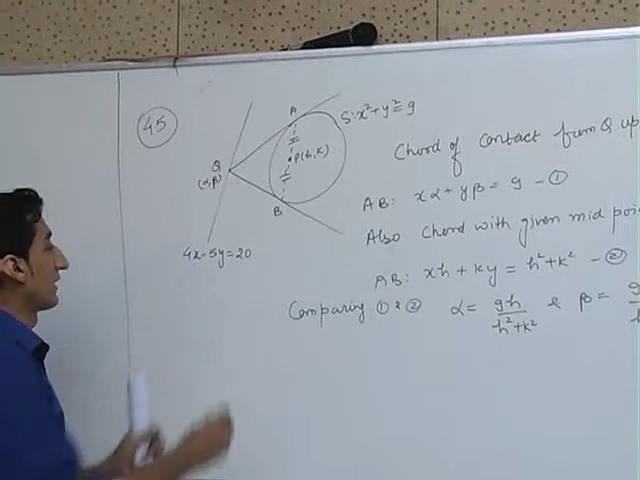 45
A
S: x²+y²=9
P(h,k)
Q
(α,β)
B
4x-5y=20
Chord of Contact from Q up
AB: xα+yβ=9 - ①
Also Chord with given mid poi
AB: xh+ky=h²+k² - ②
Comparing ① & ② α= 9h/h²+k² & β= 9